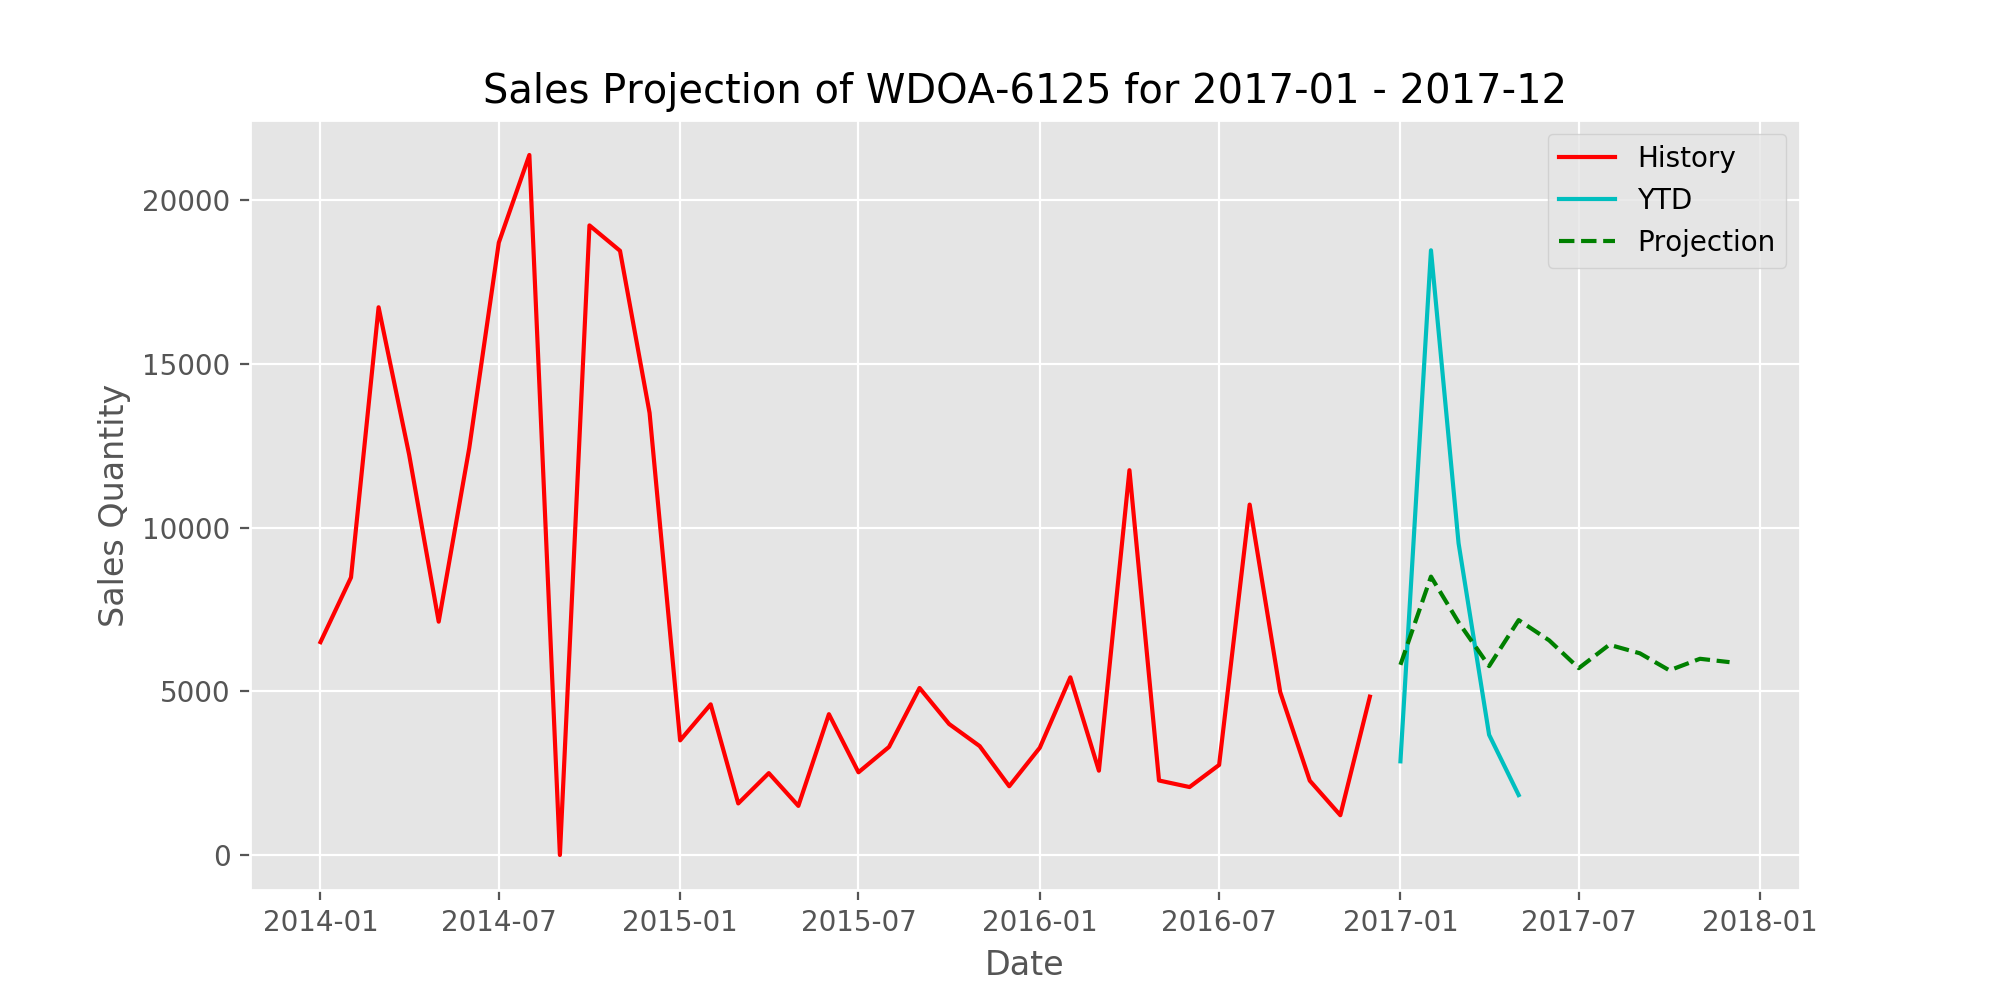 Sales Projection of WDOA-6125 for 2017-01 - 2017-12
History
YTD
Projection
Sales Quantity
20000
15000
10000
5000
0
2014-01 2014-07 2015-01 2015-07 2016-01 2016-07 2017-01 2017-07 2018-01
Date